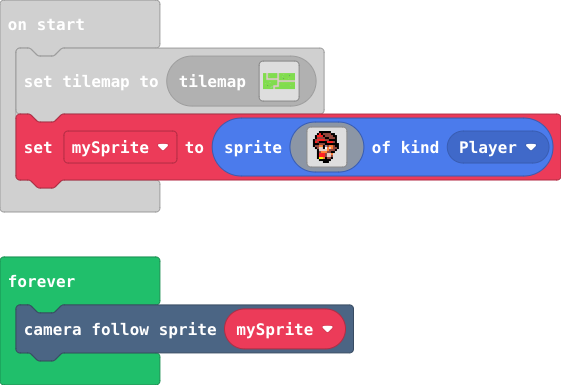 on start
set tilemap to tilemap
set mySprite to sprite of kind Player
forever
camera follow sprite mySprite